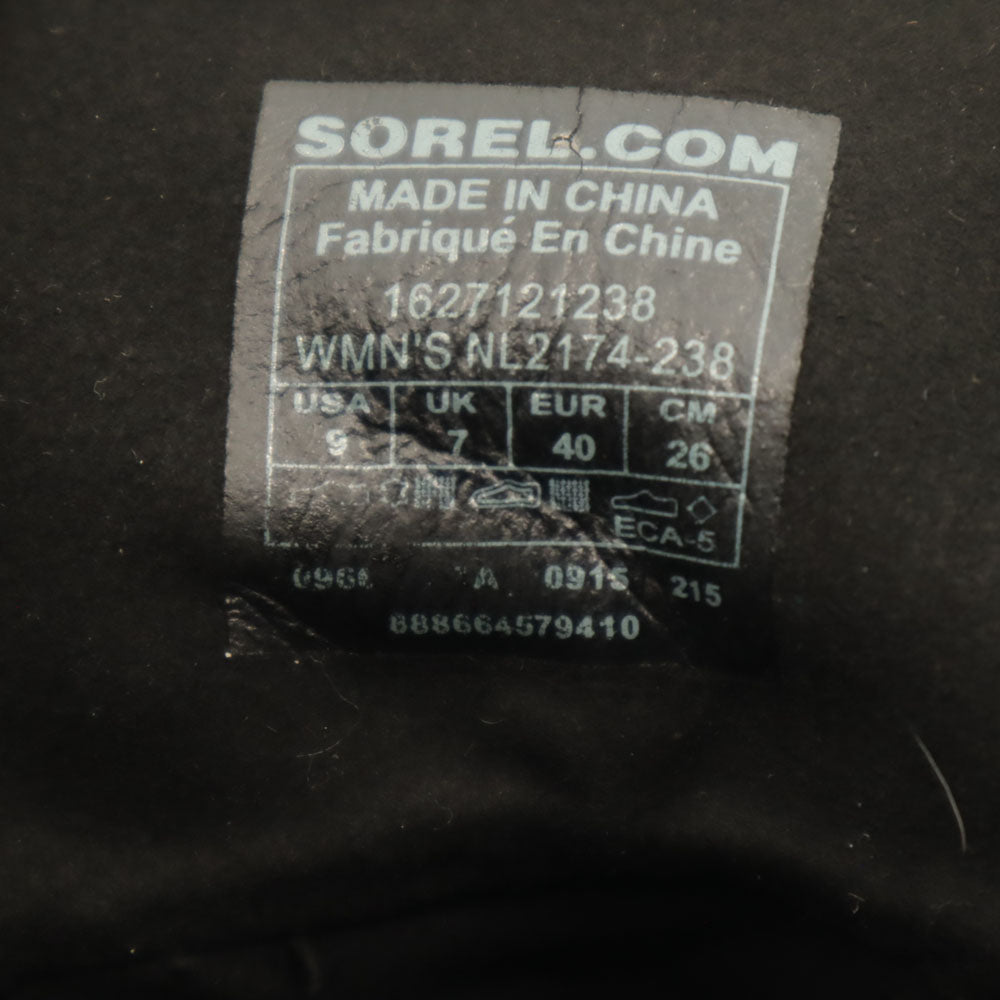 SOREL.COM
MADE IN CHINA
Fabriqué En Chine
1627121238
WMN'S NL2174-238
USA UK EUR CM
9 7 40 26
ECA-5
0915 215
888664579410